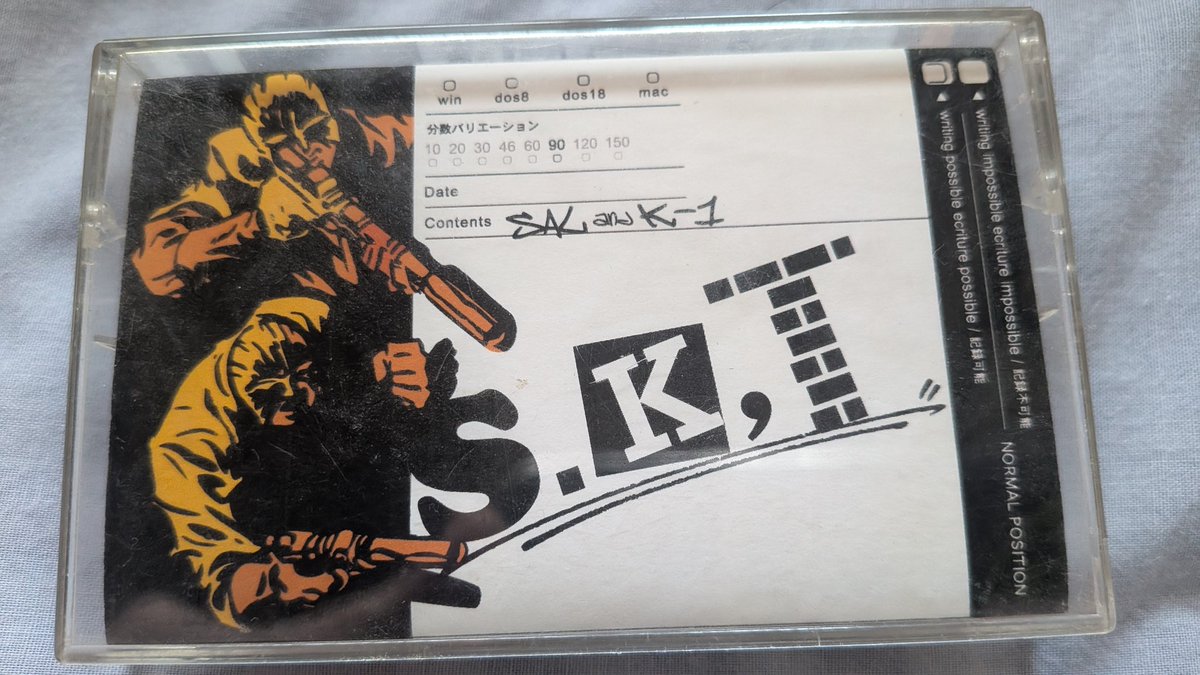 win dos8 dos18 mac
分数バリエーション
10 20 30 46 60 90 120 150
Date
Contents SAL and K-1
S.K,T"
writing impossible ecriture impossible / 記録不可能
writing possible ecriture possible / 記録可能
NORMAL POSITION